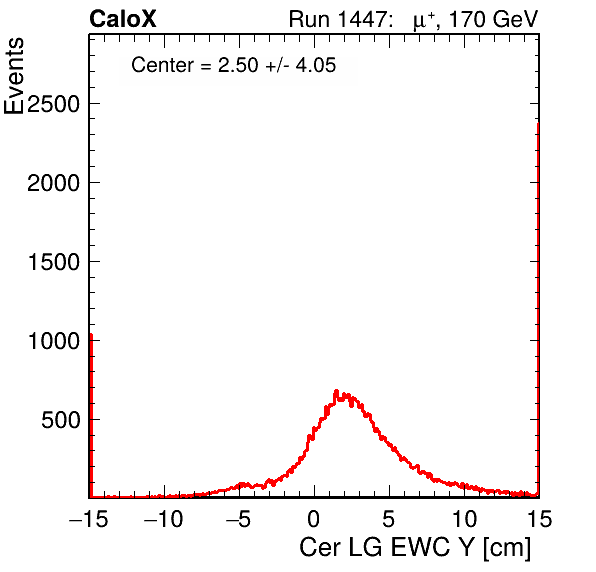 CaloX Run 1447: μ⁺, 170 GeV
Center = 2.50 +/- 4.05
Events
2500
2000
1500
1000
500
−15 −10 −5 0 5 10 15
Cer LG EWC Y [cm]